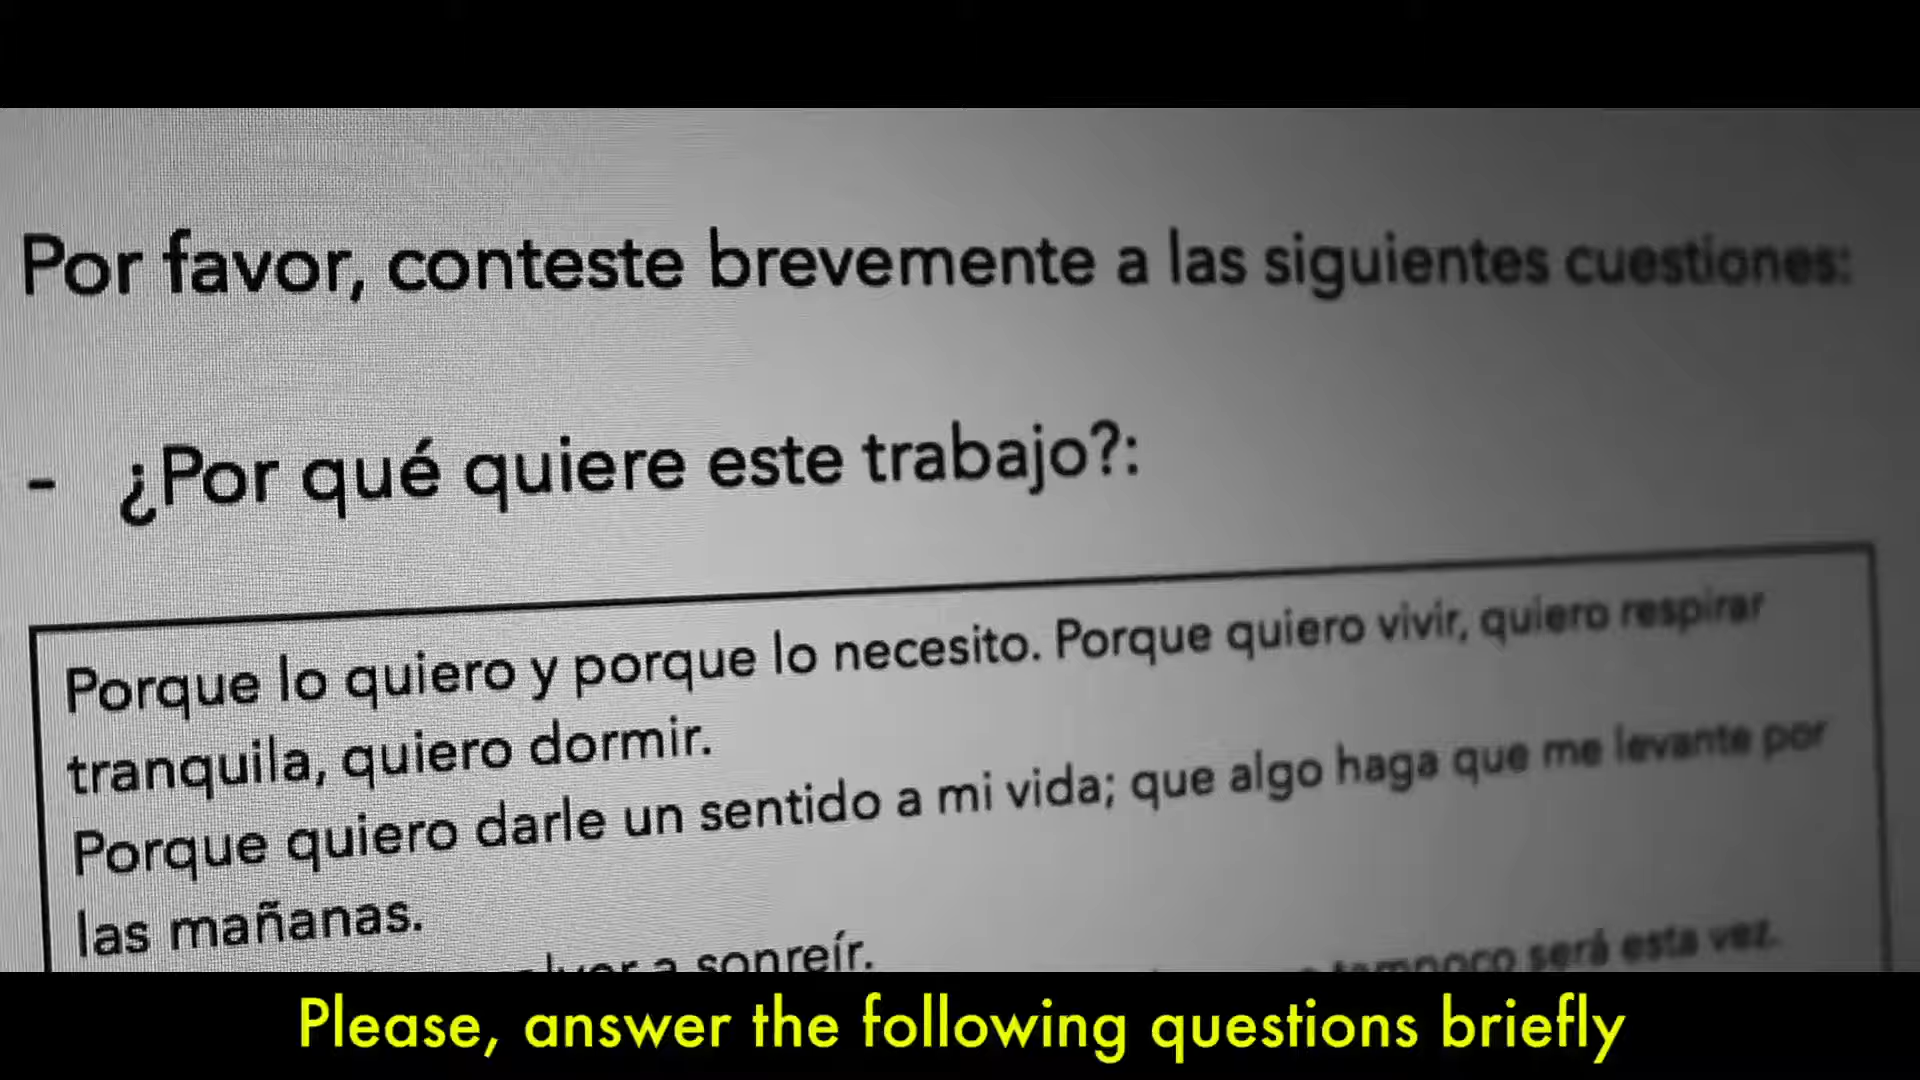 Por favor, conteste brevemente a las siguientes cuestiones:
- ¿Por qué quiere este trabajo?:
Porque lo quiero y porque lo necesito. Porque quiero vivir, quiero respirar
tranquila, quiero dormir.
Porque quiero darle un sentido a mi vida; que algo haga que me levante por
las mañanas.
a sonreír.
tampoco será esta vez.
Please, answer the following questions briefly